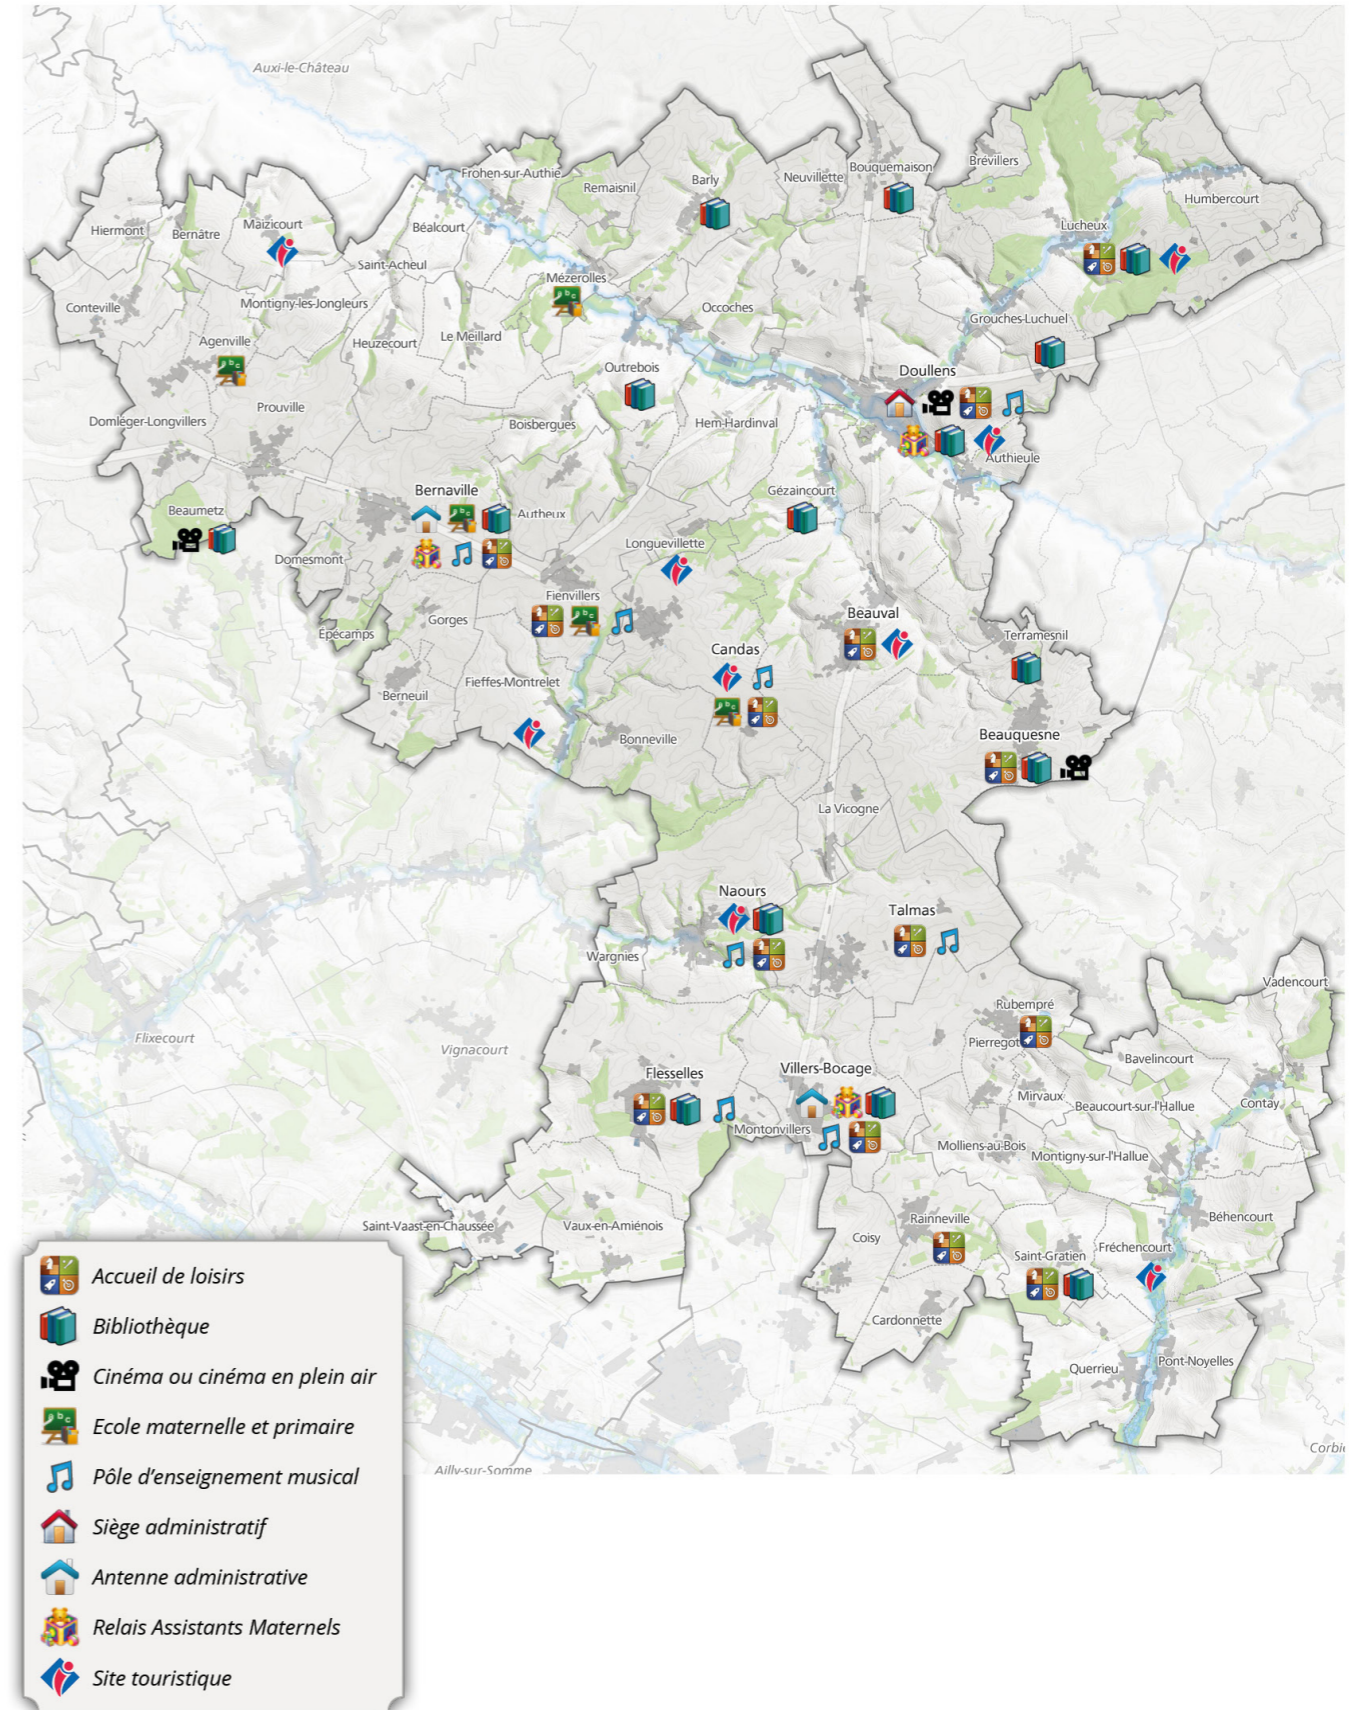 Auxi-le-Château
Frohen-sur-Authie
Remaisnil
Barly
Neuvillette
Bouquemaison
Brévillers
Humbercourt
Lucheux
Hiermont
Bernâtre
Maizicourt
Béalcourt
Saint-Acheul
Mézerolles
Conteville
Montigny-les-Jongleurs
Occoches
Grouches-Luchuel
Agenville
Heuzecourt
Le Meillard
Outrebois
Doullens
Prouville
Domléger-Longvillers
Boisbergues
Hem-Hardinval
Authieule
Bernaville
Gézaincourt
Beaumetz
Autheux
Domesmont
Longuevillette
Fienvillers
Beauval
Gorges
Épécamps
Terramesnil
Candas
Fieffes-Montrelet
Berneuil
Bonneville
Beauquesne
La Vicogne
Naours
Talmas
Wargnies
Vadencourt
Rubempré
Flixecourt
Vignacourt
Pierregot
Bavelincourt
Flesselles
Villers-Bocage
Mirvaux
Beaucourt-sur-l'Hallue
Contay
Montonvillers
Molliens-au-Bois
Montigny-sur-l'Hallue
Saint-Vaast-en-Chaussée
Vaux-en-Amiénois
Rainneville
Béhencourt
Coisy
Saint-Gratien
Fréchencourt
Cardonnette
Querrieu
Pont-Noyelles
Ailly-sur-Somme
Accueil de loisirs
Bibliothèque
Cinéma ou cinéma en plein air
Ecole maternelle et primaire
Pôle d'enseignement musical
Siège administratif
Antenne administrative
Relais Assistants Maternels
Site touristique